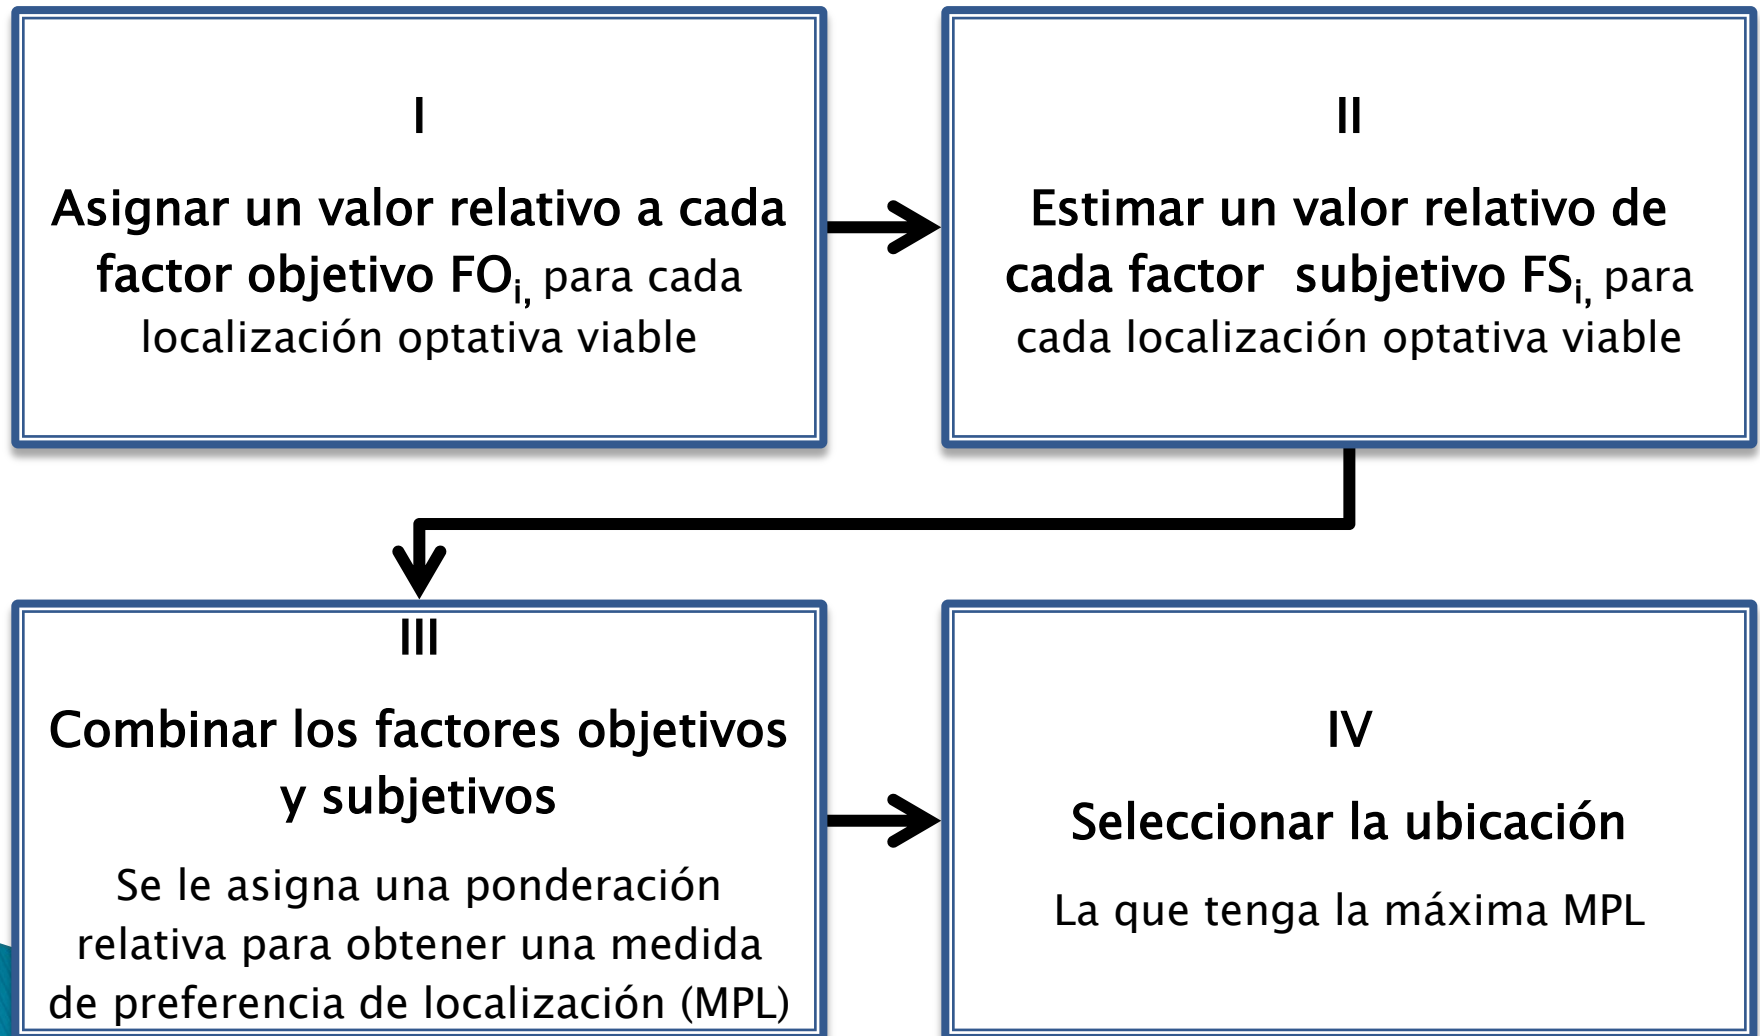 I
Asignar un valor relativo a cada
factor objetivo FOi, para cada
localización optativa viable
II
Estimar un valor relativo de
cada factor subjetivo FSi, para
cada localización optativa viable
III
Combinar los factores objetivos
y subjetivos
Se le asigna una ponderación
relativa para obtener una medida
de preferencia de localización (MPL)
IV
Seleccionar la ubicación
La que tenga la máxima MPL